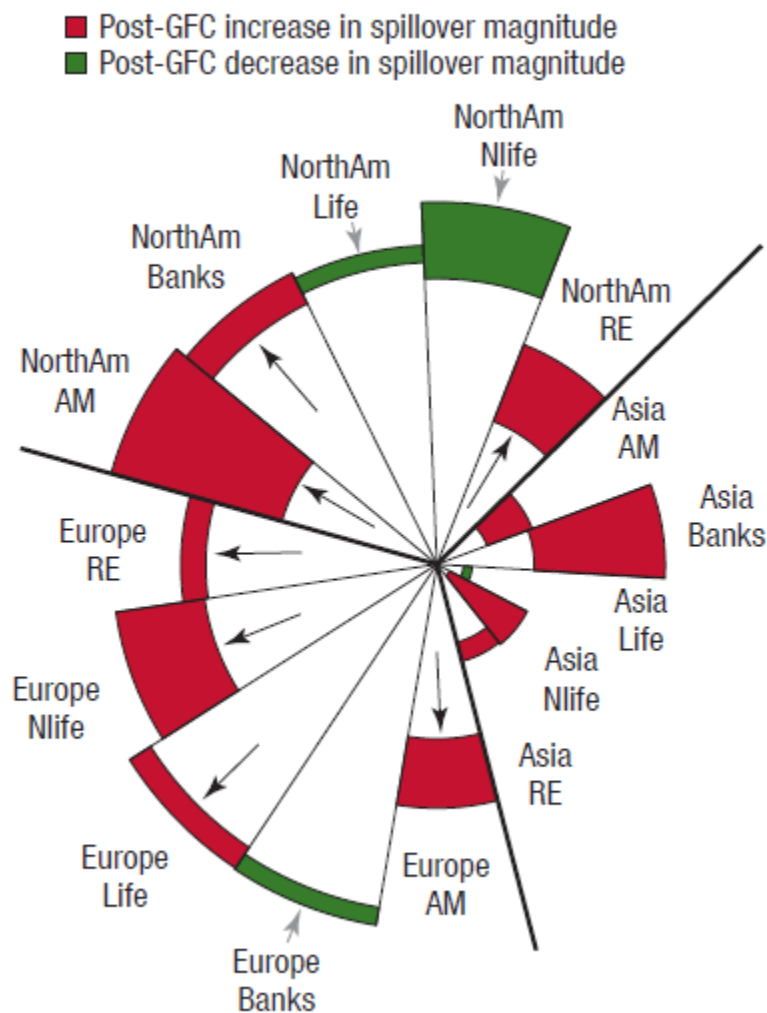 Post-GFC increase in spillover magnitude
Post-GFC decrease in spillover magnitude
NorthAm
Nlife
NorthAm
Life
NorthAm
Banks
NorthAm
RE
NorthAm
AM
Asia
AM
Asia
Banks
Europe
RE
Asia
Life
Europe
Nlife
Asia
Nlife
Asia
RE
Europe
Life
Europe
AM
Europe
Banks